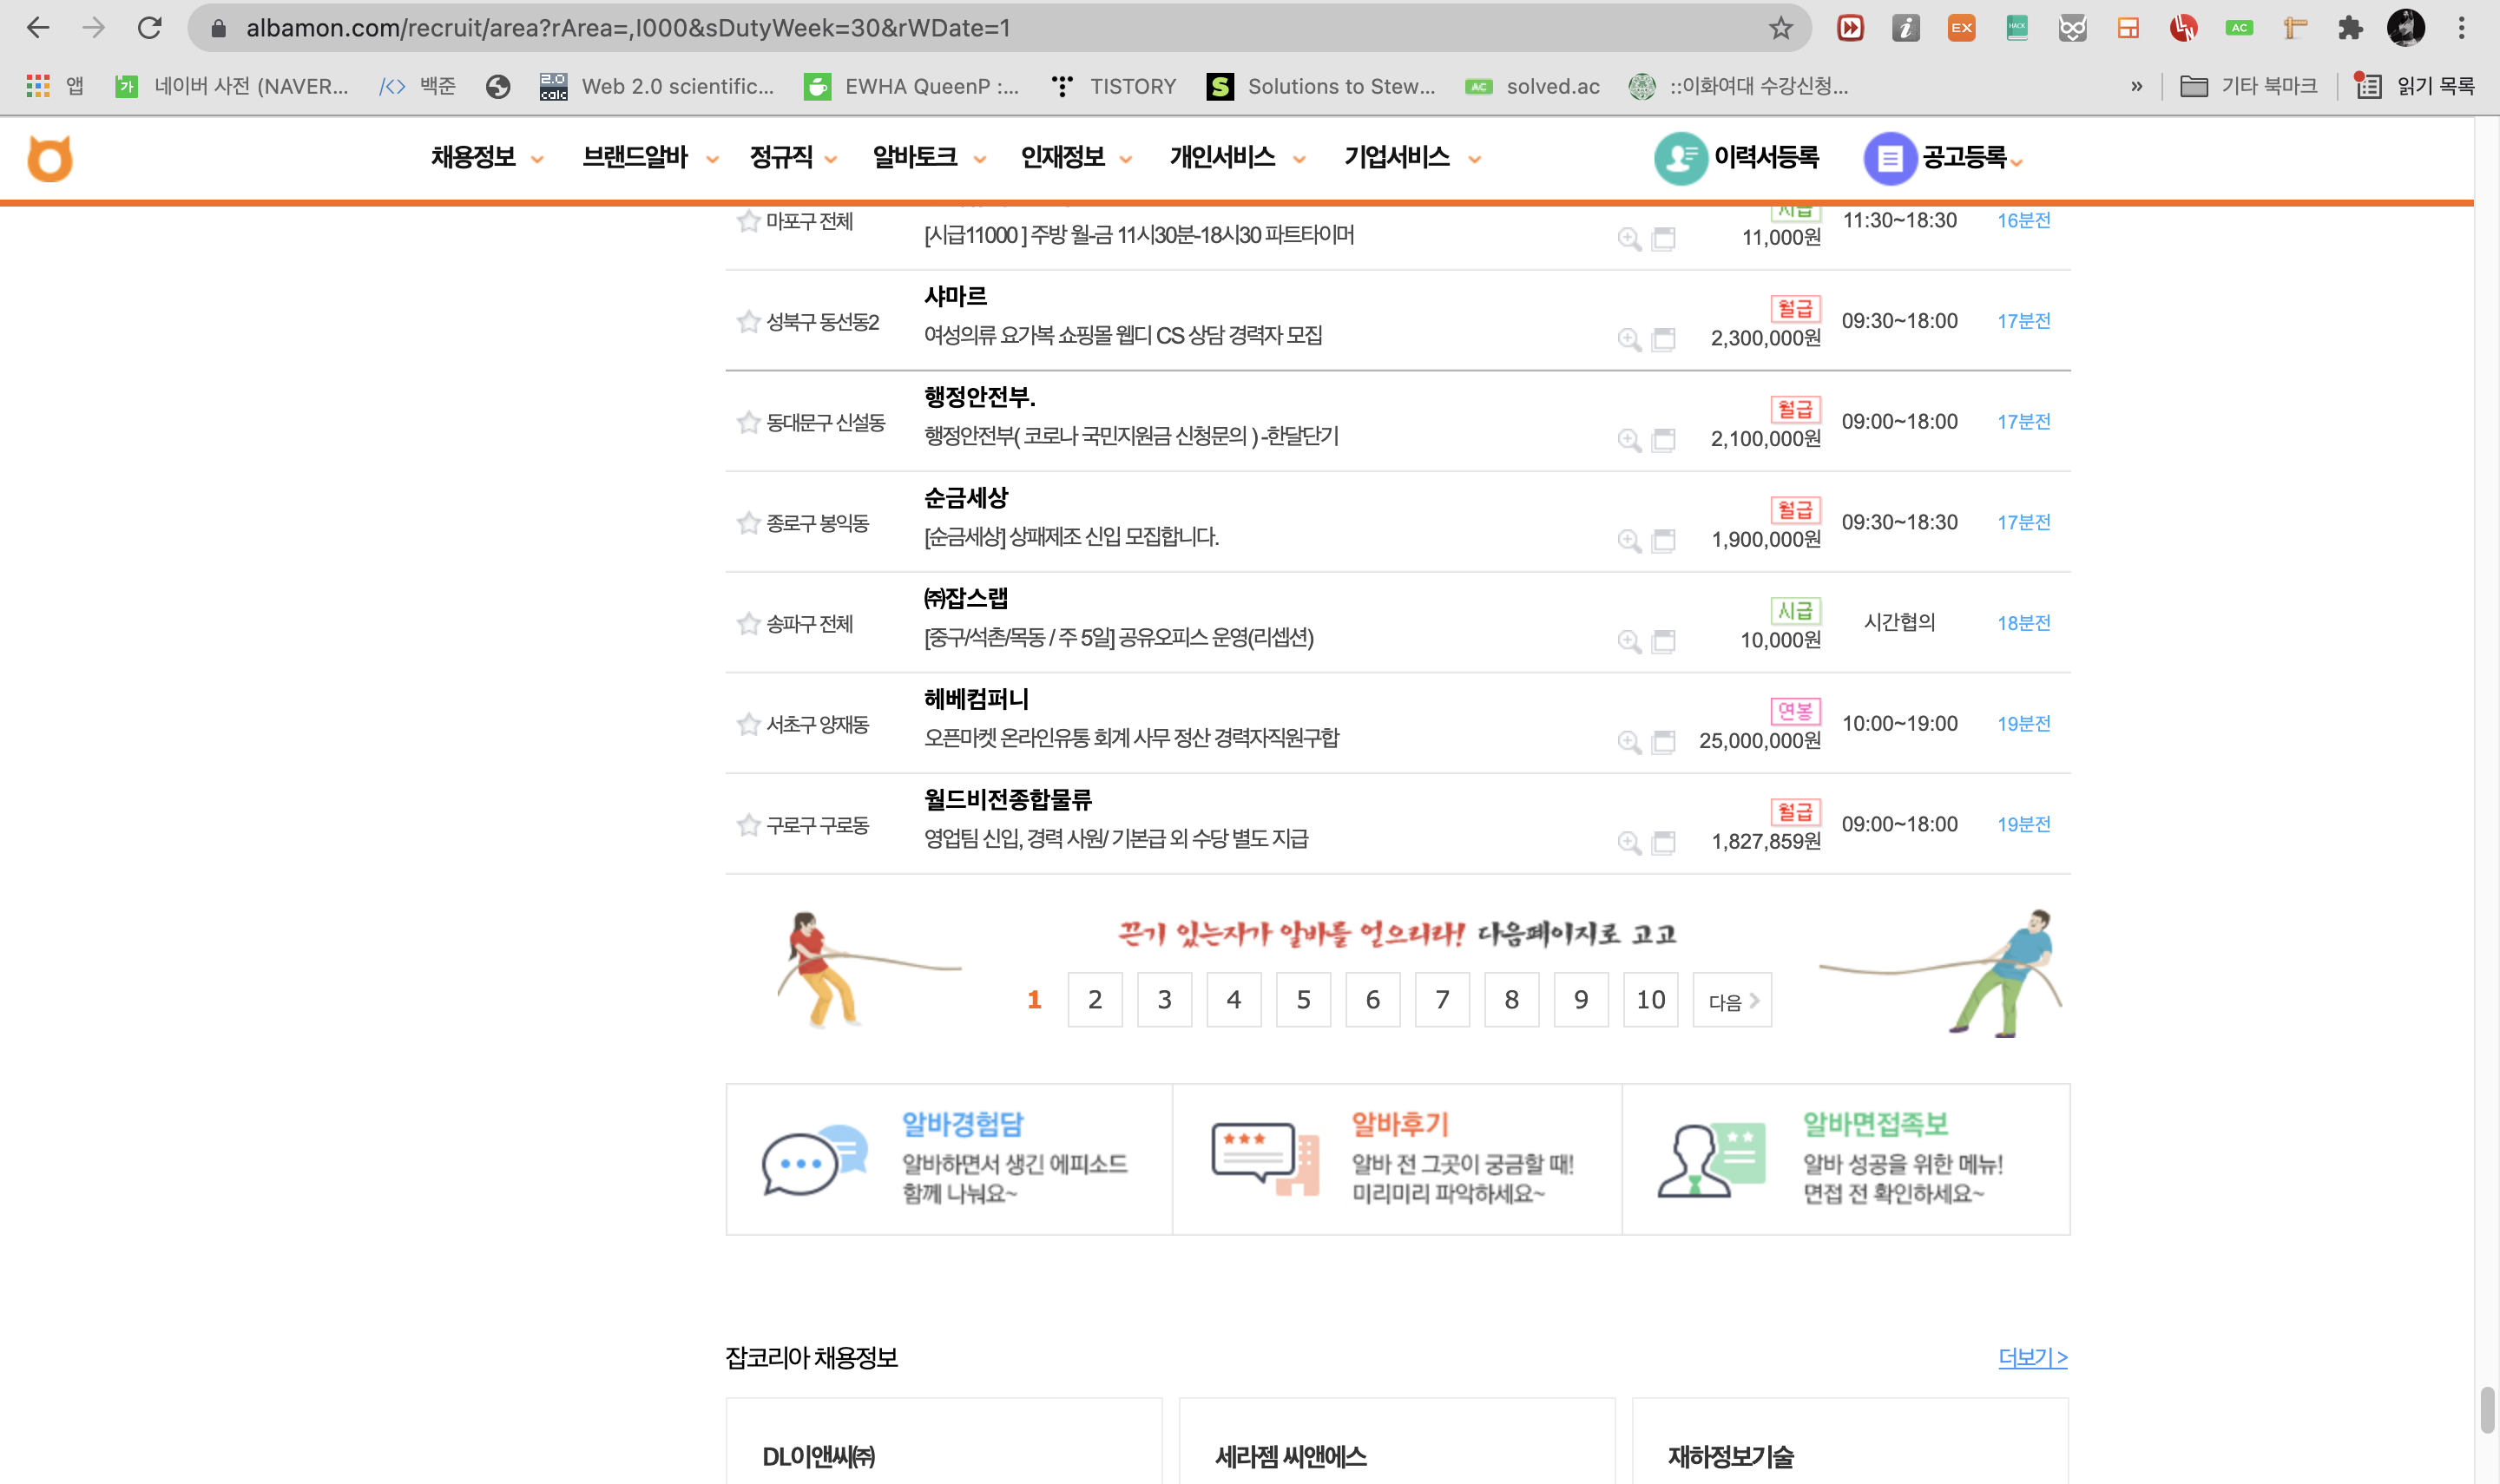 albamon.com/recruit/area?rArea=,I000&sDutyWeek=30&rWDate=1
EX
HACK
AC
앱
가
네이버 사전 (NAVER...
백준
2.0 calc
Web 2.0 scientific...
EWHA QueenP :...
TISTORY
S
Solutions to Stew...
AC
solved.ac
::이화여대 수강신청...
»
기타 북마크
읽기 목록
채용정보
브랜드알바
정규직
알바토크
인재정보
개인서비스
기업서비스
이력서등록
공고등록
마포구 전체
[시급11000 ] 주방 월-금 11시30분-18시30 파트타이머
시급
11,000원
11:30~18:30
16분전
성북구 동선동2
샤마르
여성의류 요가복 쇼핑몰 웹디 CS 상담 경력자 모집
월급
2,300,000원
09:30~18:00
17분전
동대문구 신설동
행정안전부.
행정안전부( 코로나 국민지원금 신청문의 ) -한달단기
월급
2,100,000원
09:00~18:00
17분전
종로구 봉익동
순금세상
[순금세상] 상패제조 신입 모집합니다.
월급
1,900,000원
09:30~18:30
17분전
송파구 전체
㈜잡스랩
[중구/석촌/목동 / 주 5일] 공유오피스 운영(리셉션)
시급
10,000원
시간협의
18분전
서초구 양재동
헤베컴퍼니
오픈마켓 온라인유통 회계 사무 정산 경력자직원구합
연봉
25,000,000원
10:00~19:00
19분전
구로구 구로동
월드비전종합물류
영업팀 신입, 경력 사원/ 기본급 외 수당 별도 지급
월급
1,827,859원
09:00~18:00
19분전
끈기 있는자가 알바를 얻으리라! 다음페이지로 고고
1 2 3 4 5 6 7 8 9 10 다음
알바경험담
알바하면서 생긴 에피소드
함께 나눠요~
알바후기
알바 전 그곳이 궁금할 때!
미리미리 파악하세요~
알바면접족보
알바 성공을 위한 메뉴!
면접 전 확인하세요~
잡코리아 채용정보
더보기 >
DL이앤씨㈜
세라젬 씨앤에스
재하정보기술